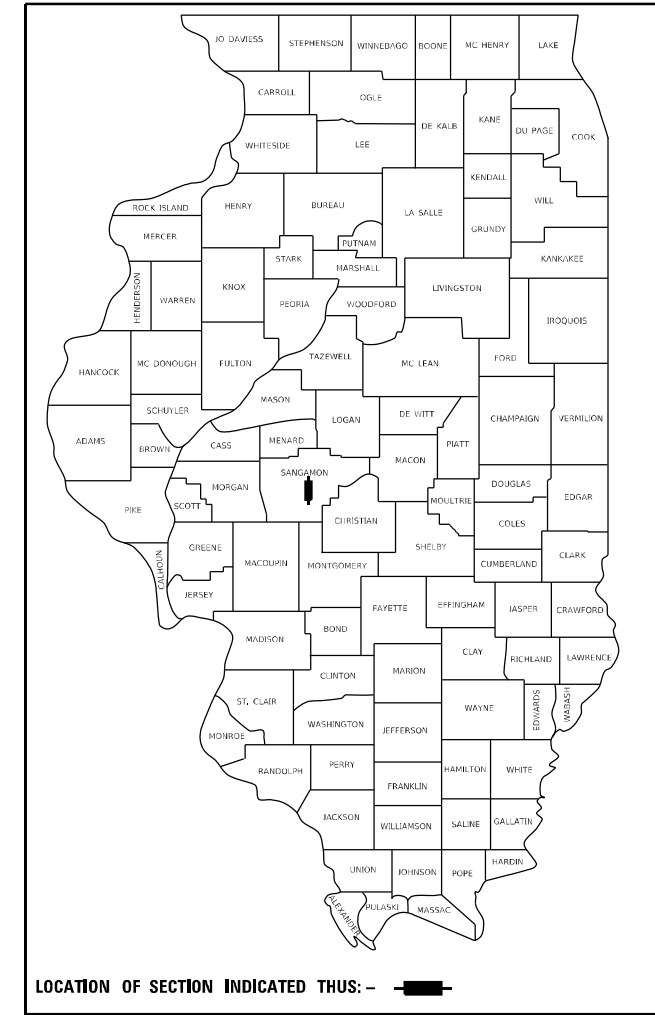 JO DAVIESS STEPHENSON WINNEBAGO BOONE MC HENRY LAKE
CARROLL OGLE DE KALB KANE DU PAGE COOK
WHITESIDE LEE
KENDALL WILL
ROCK ISLAND HENRY BUREAU LA SALLE GRUNDY
MERCER PUTNAM
STARK MARSHALL KANKAKEE
HENDERSON WARREN KNOX PEORIA WOODFORD LIVINGSTON
IROQUOIS
HANCOCK MC DONOUGH FULTON TAZEWELL MC LEAN FORD
MASON
SCHUYLER LOGAN DE WITT CHAMPAIGN VERMILION
ADAMS BROWN CASS MENARD PIATT
SANGAMON MACON
PIKE SCOTT MORGAN MOULTRIE DOUGLAS EDGAR
CHRISTIAN COLES
GREENE MACOUPIN MONTGOMERY SHELBY
CALHOUN CUMBERLAND CLARK
JERSEY FAYETTE EFFINGHAM JASPER CRAWFORD
MADISON BOND
CLAY RICHLAND LAWRENCE
CLINTON MARION
ST. CLAIR WAYNE EDWARDS WABASH
WASHINGTON JEFFERSON
MONROE
RANDOLPH PERRY HAMILTON WHITE
FRANKLIN
JACKSON WILLIAMSON SALINE GALLATIN
UNION JOHNSON POPE HARDIN
ALEXANDER PULASKI MASSAC
LOCATION OF SECTION INDICATED THUS: –